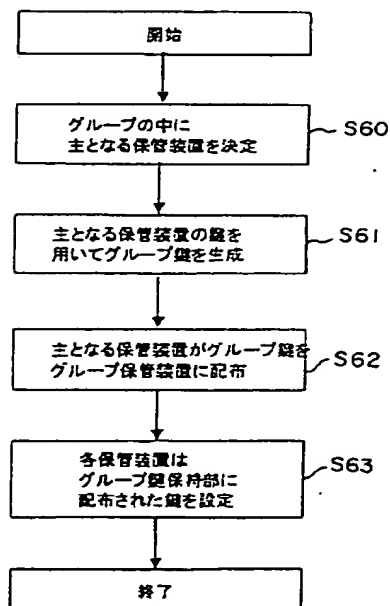 開始
グループの中に
主となる保管装置を決定
S60
主となる保管装置の鍵を
用いてグループ鍵を生成
S61
主となる保管装置がグループ鍵を
グループ保管装置に配布
S62
各保管装置は
グループ鍵保持部に
配布された鍵を設定
S63
終了